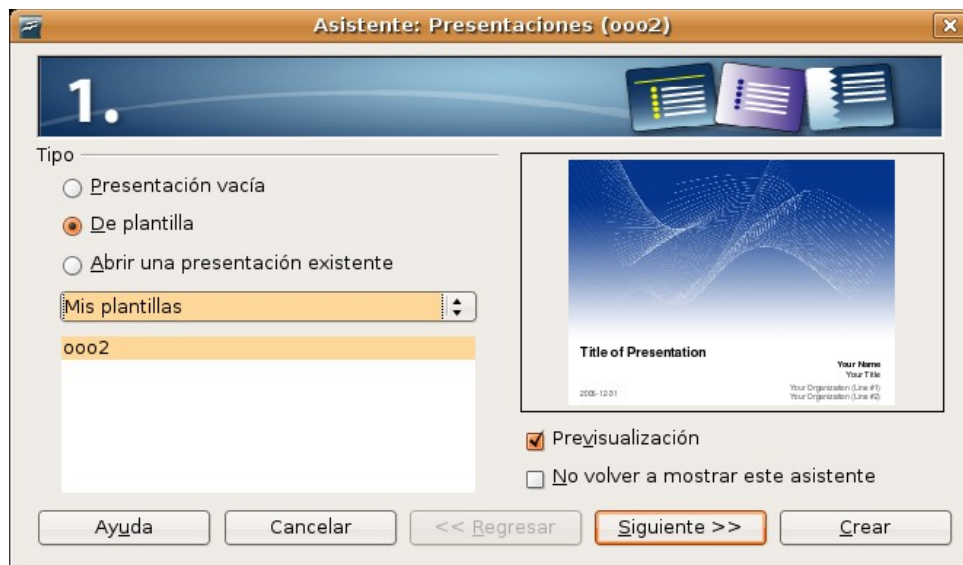 Asistente: Presentaciones (ooo2)
1.
Tipo
Presentación vacía
De plantilla
Abrir una presentación existente
Mis plantillas
ooo2
Title of Presentation
Your Name
Your Title
2005-12-31
Your Organization (Line #1)
Your Organization (Line #2)
Previsualización
No volver a mostrar este asistente
Ayuda
Cancelar
<< Regresar
Siguiente >>
Crear